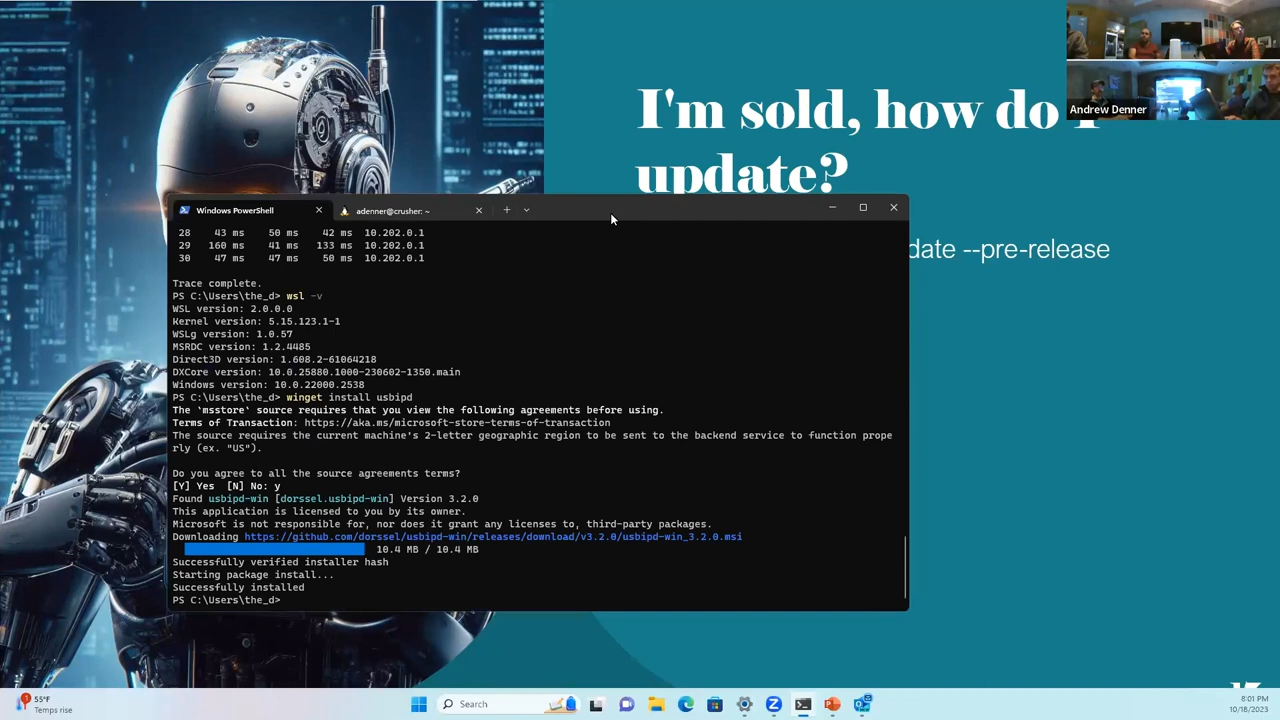 I'm sold, how do I
update?
Andrew Denner
date --pre-release
Windows PowerShell
adenner@crusher: ~
28 43 ms 50 ms 42 ms 10.202.0.1
29 160 ms 41 ms 133 ms 10.202.0.1
30 47 ms 47 ms 50 ms 10.202.0.1
Trace complete.
PS C:\Users\the_d> wsl -v
WSL version: 2.0.0.0
Kernel version: 5.15.123.1-1
WSLg version: 1.0.57
MSRDC version: 1.2.4485
Direct3D version: 1.608.2-61064218
DXCore version: 10.0.25880.1000-230602-1350.main
Windows version: 10.0.22000.2538
PS C:\Users\the_d> winget install usbipd
The `msstore` source requires that you view the following agreements before using.
Terms of Transaction: https://aka.ms/microsoft-store-terms-of-transaction
The source requires the current machine's 2-letter geographic region to be sent to the backend service to function prope
rly (ex. "US").
Do you agree to all the source agreements terms?
[Y] Yes [N] No: y
Found usbipd-win [dorssel.usbipd-win] Version 3.2.0
This application is licensed to you by its owner.
Microsoft is not responsible for, nor does it grant any licenses to, third-party packages.
Downloading https://github.com/dorssel/usbipd-win/releases/download/v3.2.0/usbipd-win_3.2.0.msi
10.4 MB / 10.4 MB
Successfully verified installer hash
Starting package install...
Successfully installed
PS C:\Users\the_d>
1
55°F
Temps rise
Search
8:01 PM
10/18/2023